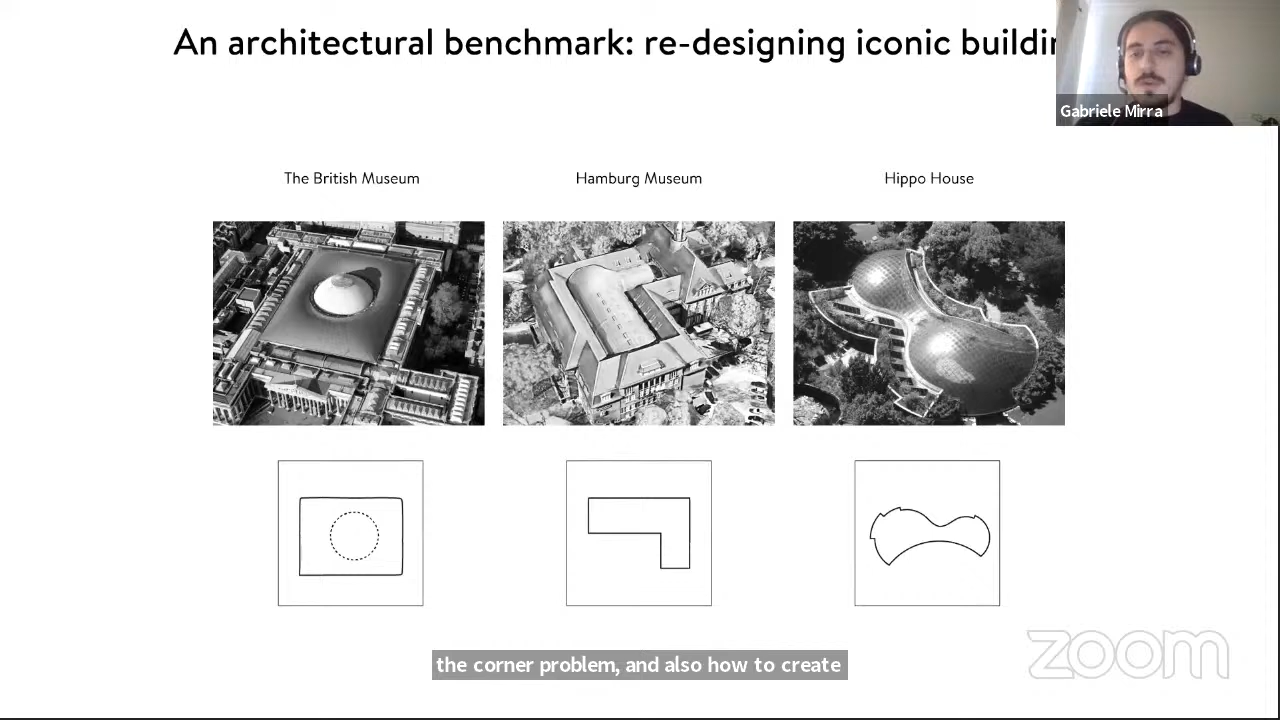 An architectural benchmark: re-designing iconic buildin
Gabriele Mirra
The British Museum
Hamburg Museum
Hippo House
the corner problem, and also how to create
zoom